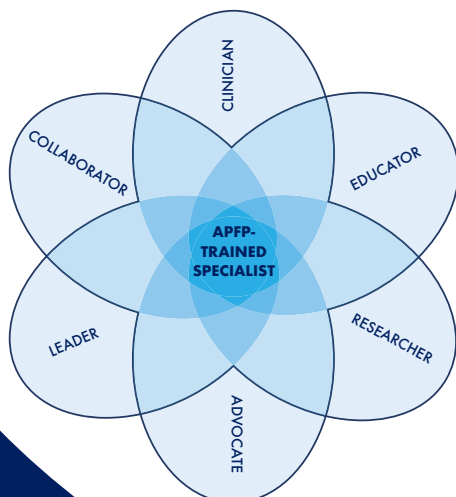 CLINICIAN
EDUCATOR
COLLABORATOR
APFP-
TRAINED
SPECIALIST
LEADER
RESEARCHER
ADVOCATE